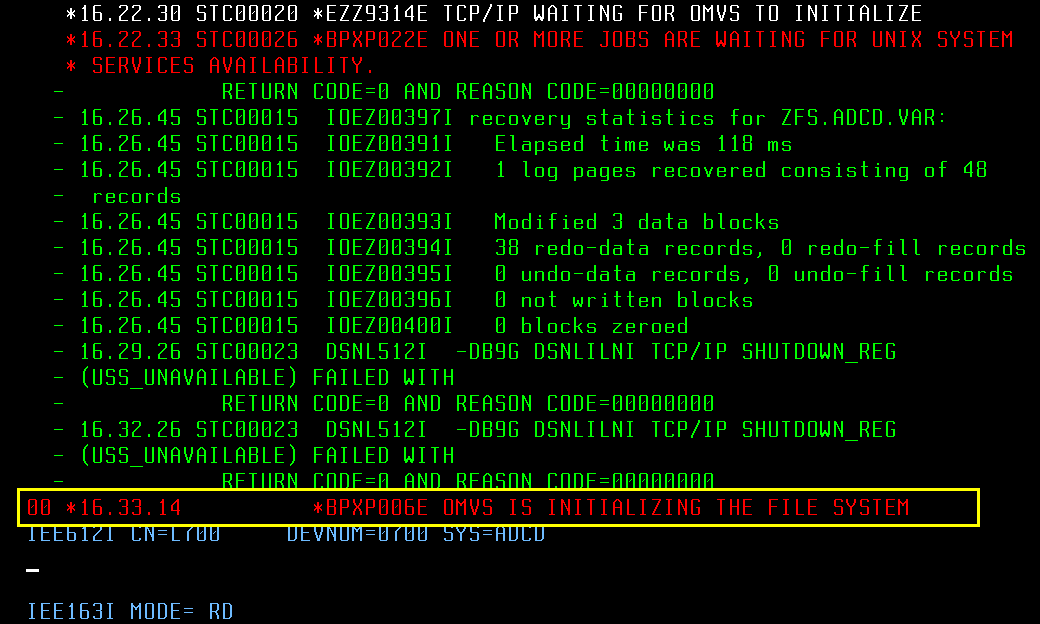 *16.22.30 STC00020 *EZZ9314E TCP/IP WAITING FOR OMVS TO INITIALIZE
*16.22.33 STC00026 *BPXP022E ONE OR MORE JOBS ARE WAITING FOR UNIX SYSTEM
* SERVICES AVAILABILITY.
- RETURN CODE=0 AND REASON CODE=00000000
- 16.26.45 STC00015 IOEZ00397I recovery statistics for ZFS.ADCD.VAR:
- 16.26.45 STC00015 IOEZ00391I Elapsed time was 118 ms
- 16.26.45 STC00015 IOEZ00392I 1 log pages recovered consisting of 48
- records
- 16.26.45 STC00015 IOEZ00393I Modified 3 data blocks
- 16.26.45 STC00015 IOEZ00394I 38 redo-data records, 0 redo-fill records
- 16.26.45 STC00015 IOEZ00395I 0 undo-data records, 0 undo-fill records
- 16.26.45 STC00015 IOEZ00396I 0 not written blocks
- 16.26.45 STC00015 IOEZ00400I 0 blocks zeroed
- 16.29.26 STC00023 DSNL512I -DB9G DSNLILNI TCP/IP SHUTDOWN_REG
- (USS_UNAVAILABLE) FAILED WITH
- RETURN CODE=0 AND REASON CODE=00000000
- 16.32.26 STC00023 DSNL512I -DB9G DSNLILNI TCP/IP SHUTDOWN_REG
- (USS_UNAVAILABLE) FAILED WITH
- RETURN CODE=0 AND REASON CODE=00000000
00 *16.33.14 *BPXP006E OMVS IS INITIALIZING THE FILE SYSTEM
IEE612I CN=L700 DEVNUM=0700 SYS=ADCD
IEE163I MODE= RD